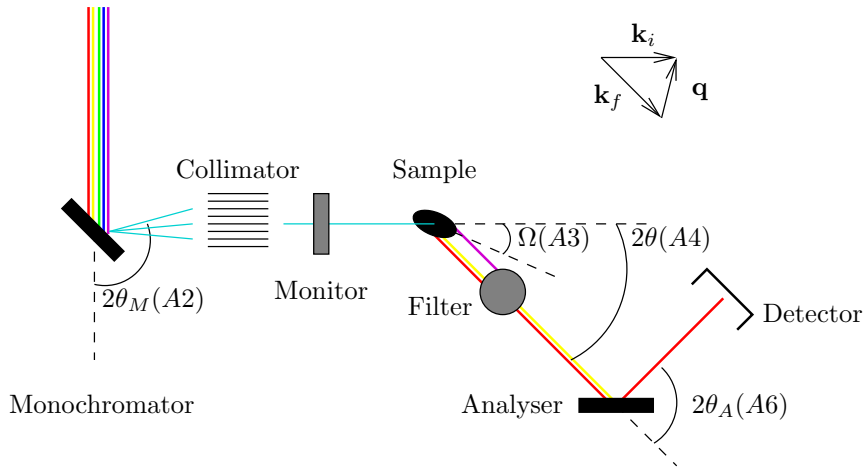 k_i
k_f
q
Collimator
Sample
Ω(A3)
2θ(A4)
2θ_M(A2)
Monitor
Filter
Detector
Monochromator
Analyser
2θ_A(A6)